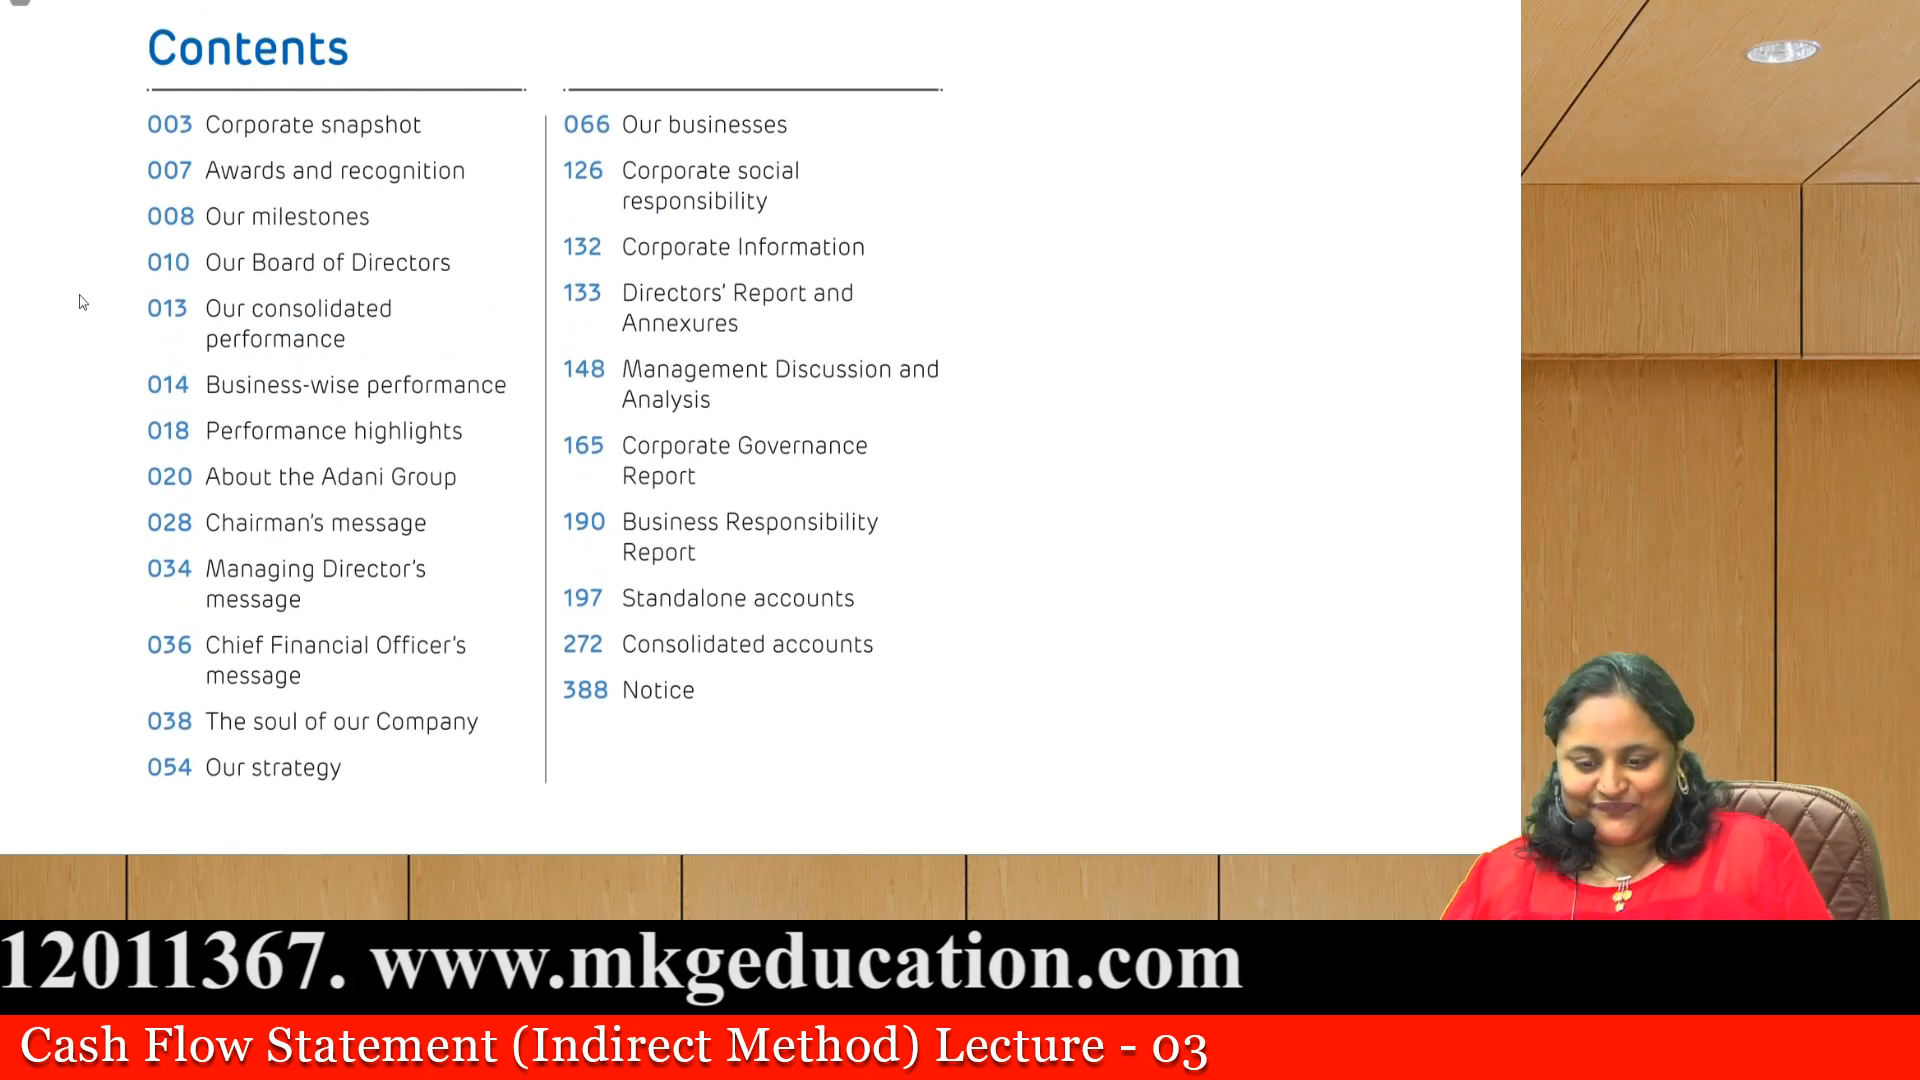 Contents
003 Corporate snapshot
007 Awards and recognition
008 Our milestones
010 Our Board of Directors
013 Our consolidated
performance
014 Business-wise performance
018 Performance highlights
020 About the Adani Group
028 Chairman's message
034 Managing Director's
message
036 Chief Financial Officer's
message
038 The soul of our Company
054 Our strategy
066 Our businesses
126 Corporate social
responsibility
132 Corporate Information
133 Directors' Report and
Annexures
148 Management Discussion and
Analysis
165 Corporate Governance
Report
190 Business Responsibility
Report
197 Standalone accounts
272 Consolidated accounts
388 Notice
12011367. www.mkgeducation.com
Cash Flow Statement (Indirect Method) Lecture - 03